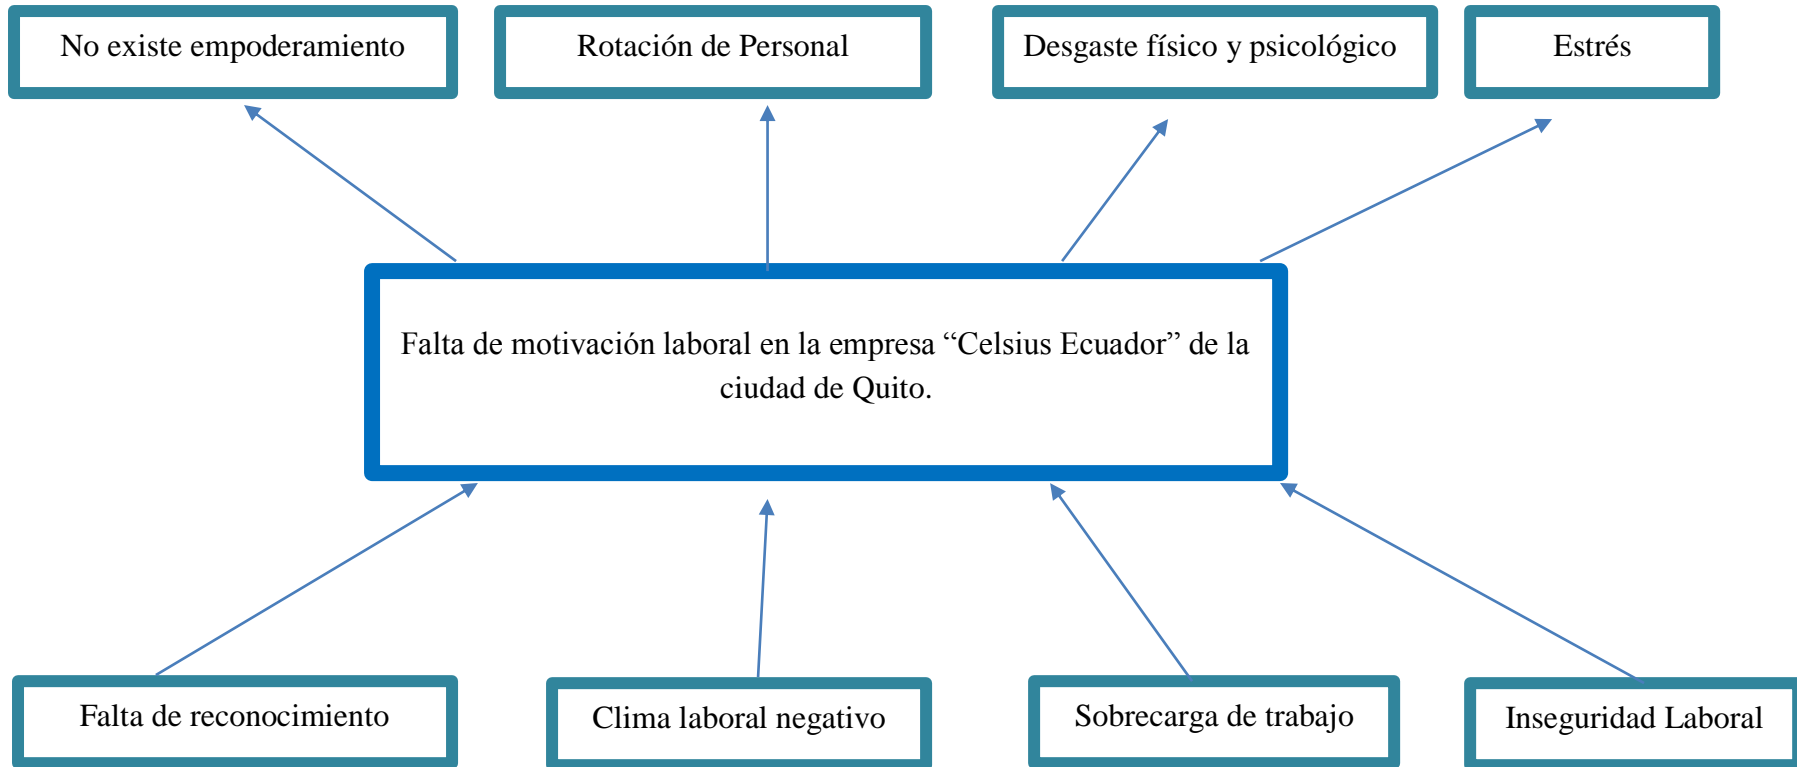 No existe empoderamiento
Rotación de Personal
Desgaste físico y psicológico
Estrés
Falta de motivación laboral en la empresa “Celsius Ecuador” de la
ciudad de Quito.
Falta de reconocimiento
Clima laboral negativo
Sobrecarga de trabajo
Inseguridad Laboral